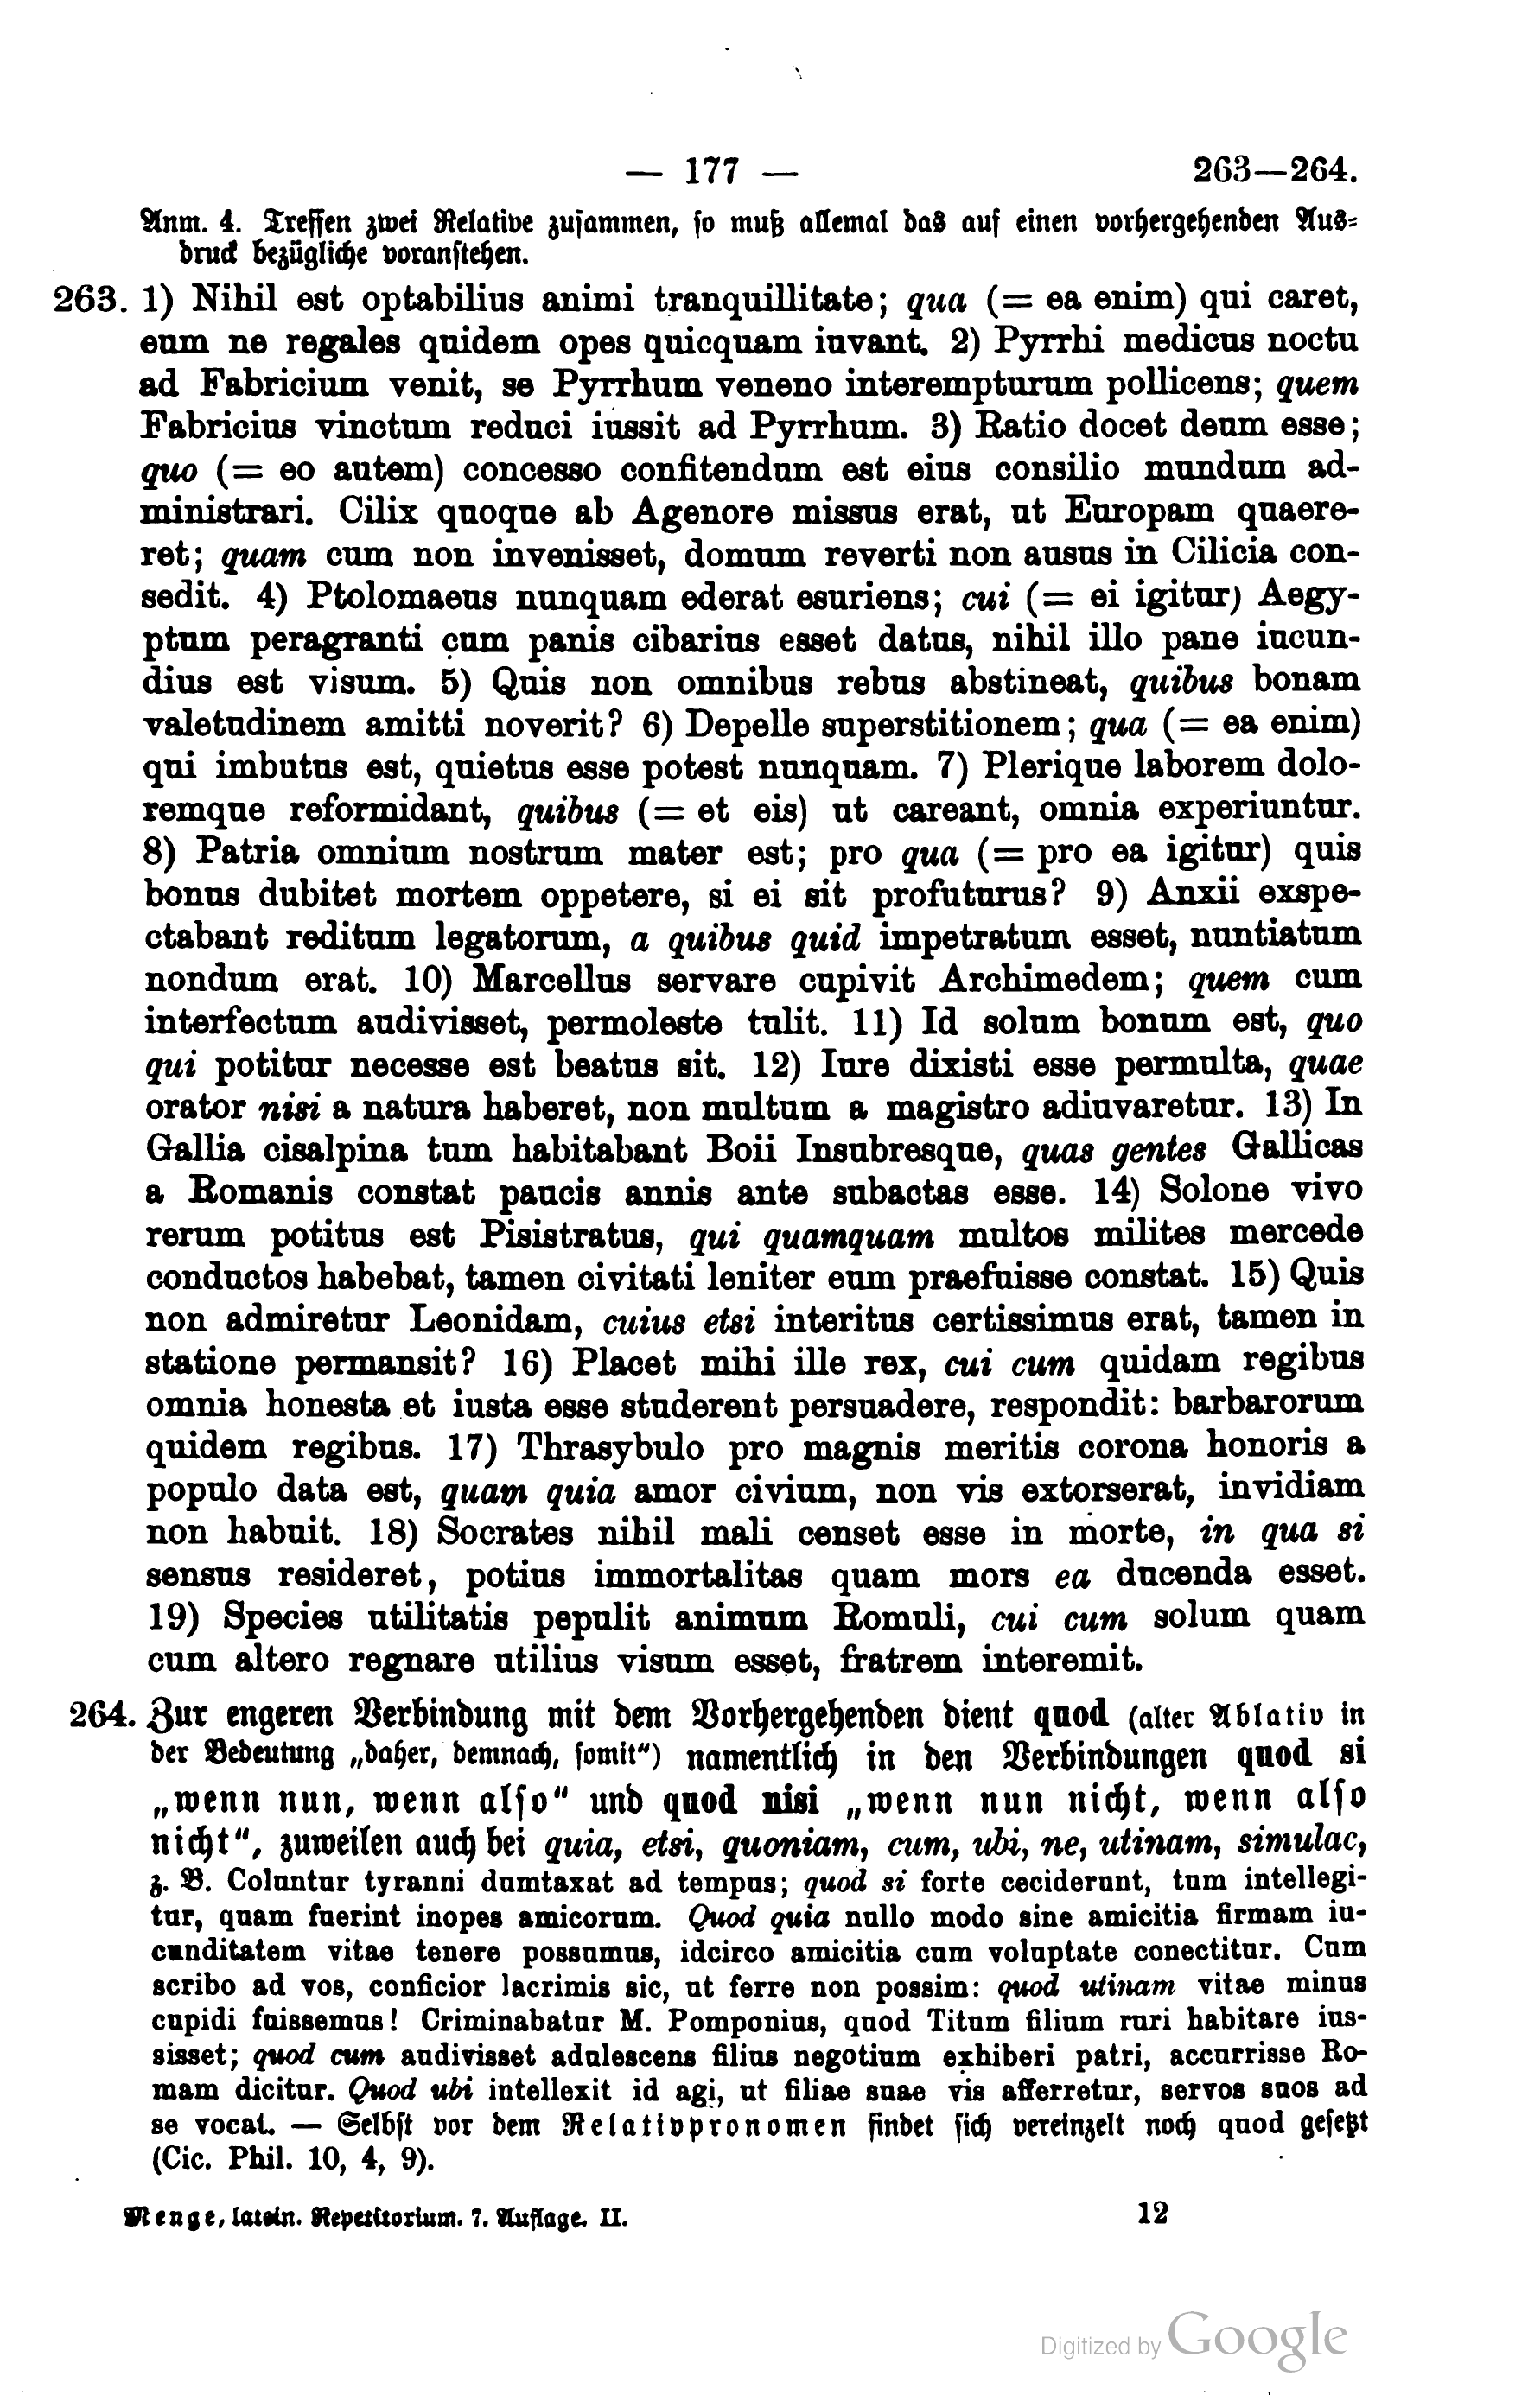 — 177 — 263—264.
Anm. 4. Treffen zwei Relative zusammen, so muß allemal das auf einen vorhergehenden Aus=
druck bezügliche voranstehen.
263. 1) Nihil est optabilius animi tranquillitate; qua (= ea enim) qui caret,
eum ne regales quidem opes quicquam iuvant. 2) Pyrrhi medicus noctu
ad Fabricium venit, se Pyrrhum veneno interempturum pollicens; quem
Fabricius vinctum reduci iussit ad Pyrrhum. 3) Ratio docet deum esse;
quo (= eo autem) concesso confitendum est eius consilio mundum ad-
ministrari. Cilix quoque ab Agenore missus erat, ut Europam quaere-
ret; quam cum non invenisset, domum reverti non ausus in Cilicia con-
sedit. 4) Ptolomaeus nunquam ederat esuriens; cui (= ei igitur) Aegy-
ptum peragranti cum panis cibarius esset datus, nihil illo pane iucun-
dius est visum. 5) Quis non omnibus rebus abstineat, quibus bonam
valetudinem amitti noverit? 6) Depelle superstitionem; qua (= ea enim)
qui imbutus est, quietus esse potest nunquam. 7) Plerique laborem dolo-
remque reformidant, quibus (= et eis) ut careant, omnia experiuntur.
8) Patria omnium nostrum mater est; pro qua (= pro ea igitur) quis
bonus dubitet mortem oppetere, si ei sit profuturus? 9) Anxii exspe-
ctabant reditum legatorum, a quibus quid impetratum esset, nuntiatum
nondum erat. 10) Marcellus servare cupivit Archimedem; quem cum
interfectum audivisset, permoleste tulit. 11) Id solum bonum est, quo
qui potitur necesse est beatus sit. 12) Iure dixisti esse permulta, quae
orator nisi a natura haberet, non multum a magistro adiuvaretur. 13) In
Gallia cisalpina tum habitabant Boii Insubresque, quas gentes Gallicas
a Romanis constat paucis annis ante subactas esse. 14) Solone vivo
rerum potitus est Pisistratus, qui quamquam multos milites mercede
conductos habebat, tamen civitati leniter eum praefuisse constat. 15) Quis
non admiretur Leonidam, cuius etsi interitus certissimus erat, tamen in
statione permansit? 16) Placet mihi ille rex, cui cum quidam regibus
omnia honesta et iusta esse studerent persuadere, respondit: barbarorum
quidem regibus. 17) Thrasybulo pro magnis meritis corona honoris a
populo data est, quam quia amor civium, non vis extorserat, invidiam
non habuit. 18) Socrates nihil mali censet esse in morte, in qua si
sensus resideret, potius immortalitas quam mors ea ducenda esset.
19) Species utilitatis pepulit animum Romuli, cui cum solum quam
cum altero regnare utilius visum esset, fratrem interemit.
264. Zur engeren Verbindung mit dem Vorhergehenden dient quod (alter Ablativ in
der Bedeutung „daher, demnach, somit“) namentlich in den Verbindungen quod si
„wenn nun, wenn also“ und quod nisi „wenn nun nicht, wenn also
nicht“, zuweilen auch bei quia, etsi, quoniam, cum, ubi, ne, utinam, simulac,
z. B. Coluntur tyranni dumtaxat ad tempus; quod si forte ceciderunt, tum intellegi-
tur, quam fuerint inopes amicorum. Quod quia nullo modo sine amicitia firmam iu-
cunditatem vitae tenere possumus, idcirco amicitia cum voluptate conectitur. Cum
scribo ad vos, conficior lacrimis sic, ut ferre non possim: quod utinam vitae minus
cupidi fuissemus! Criminabatur M. Pomponius, quod Titum filium ruri habitare ius-
sisset; quod cum audivisset adulescens filius negotium exhiberi patri, accurrisse Ro-
mam dicitur. Quod ubi intellexit id agi, ut filiae suae vis afferretur, servos suos ad
se vocat. — Selbst vor dem Relativpronomen findet sich vereinzelt noch quod gesetzt
(Cic. Phil. 10, 4, 9).
Menge, latein. Repetitorium. 7. Auflage. II. 12
Digitized by Google